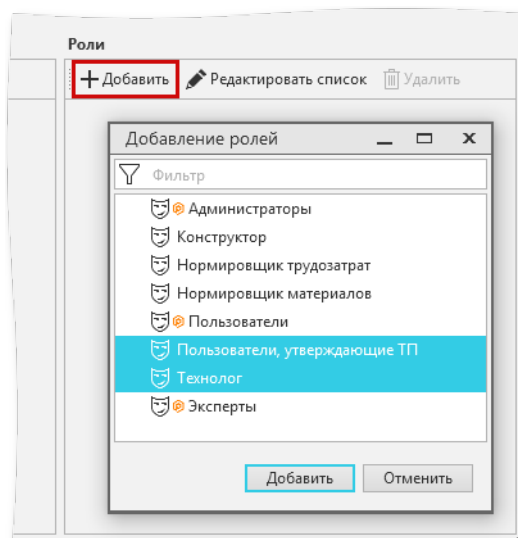 Роли
Добавить Редактировать список Удалить
Добавление ролей
Фильтр
Администраторы
Конструктор
Нормировщик трудозатрат
Нормировщик материалов
Пользователи
Пользователи, утверждающие ТП
Технолог
Эксперты
Добавить Отменить